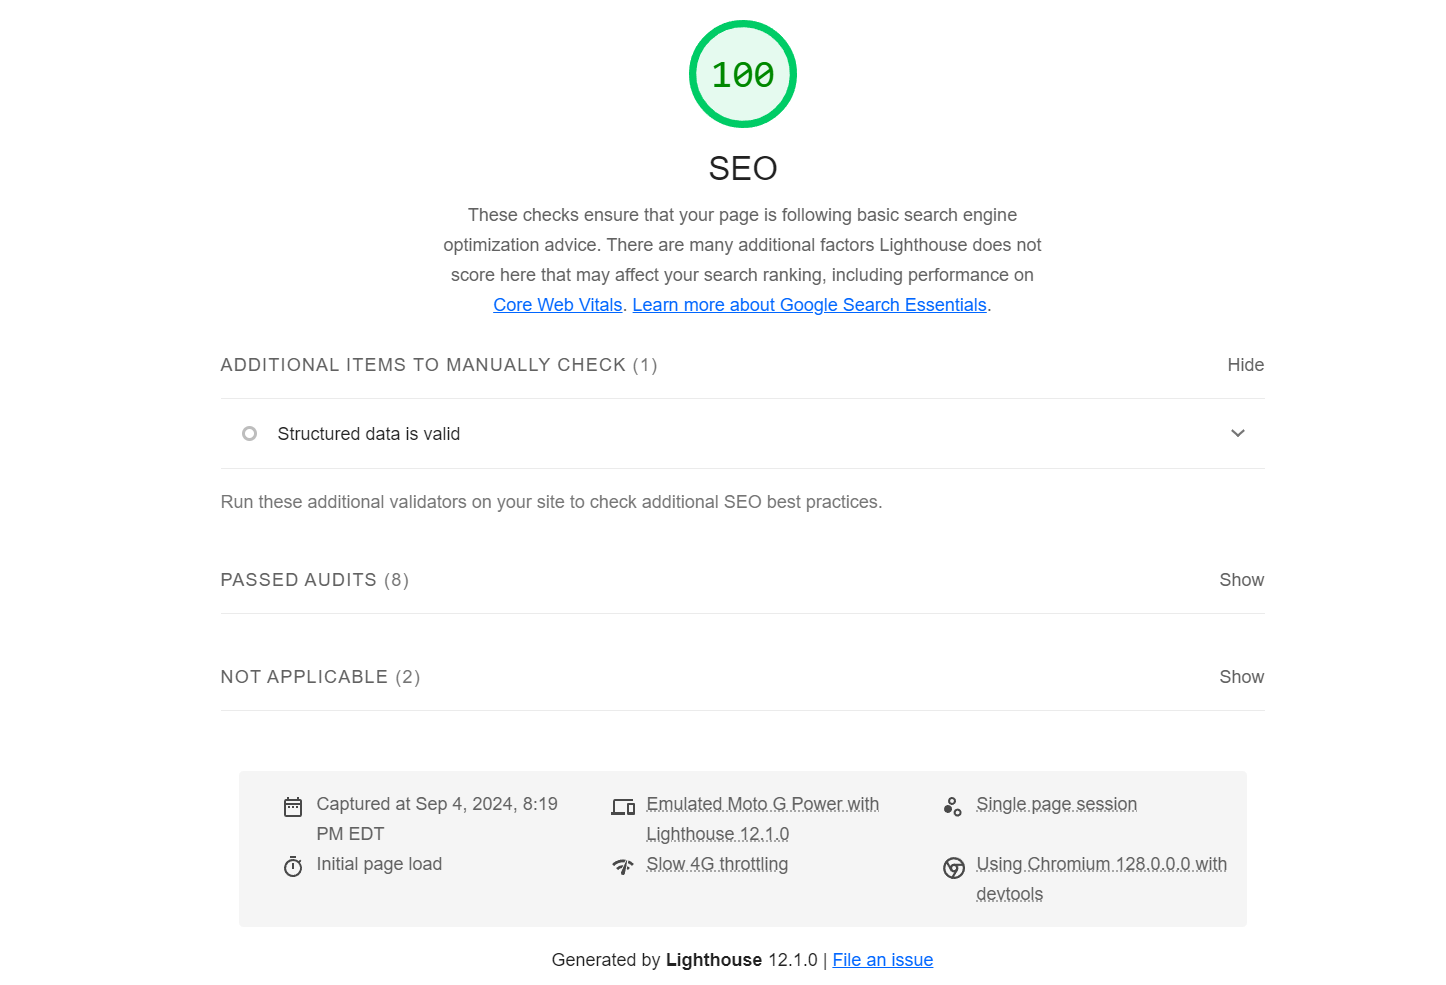 100
SEO
These checks ensure that your page is following basic search engine
optimization advice. There are many additional factors Lighthouse does not
score here that may affect your search ranking, including performance on
Core Web Vitals. Learn more about Google Search Essentials.
ADDITIONAL ITEMS TO MANUALLY CHECK (1)
Hide
Structured data is valid
Run these additional validators on your site to check additional SEO best practices.
PASSED AUDITS (8)
Show
NOT APPLICABLE (2)
Show
Captured at Sep 4, 2024, 8:19
PM EDT
Emulated Moto G Power with
Lighthouse 12.1.0
Single page session
Initial page load
Slow 4G throttling
Using Chromium 128.0.0.0 with
devtools
Generated by Lighthouse 12.1.0 | File an issue